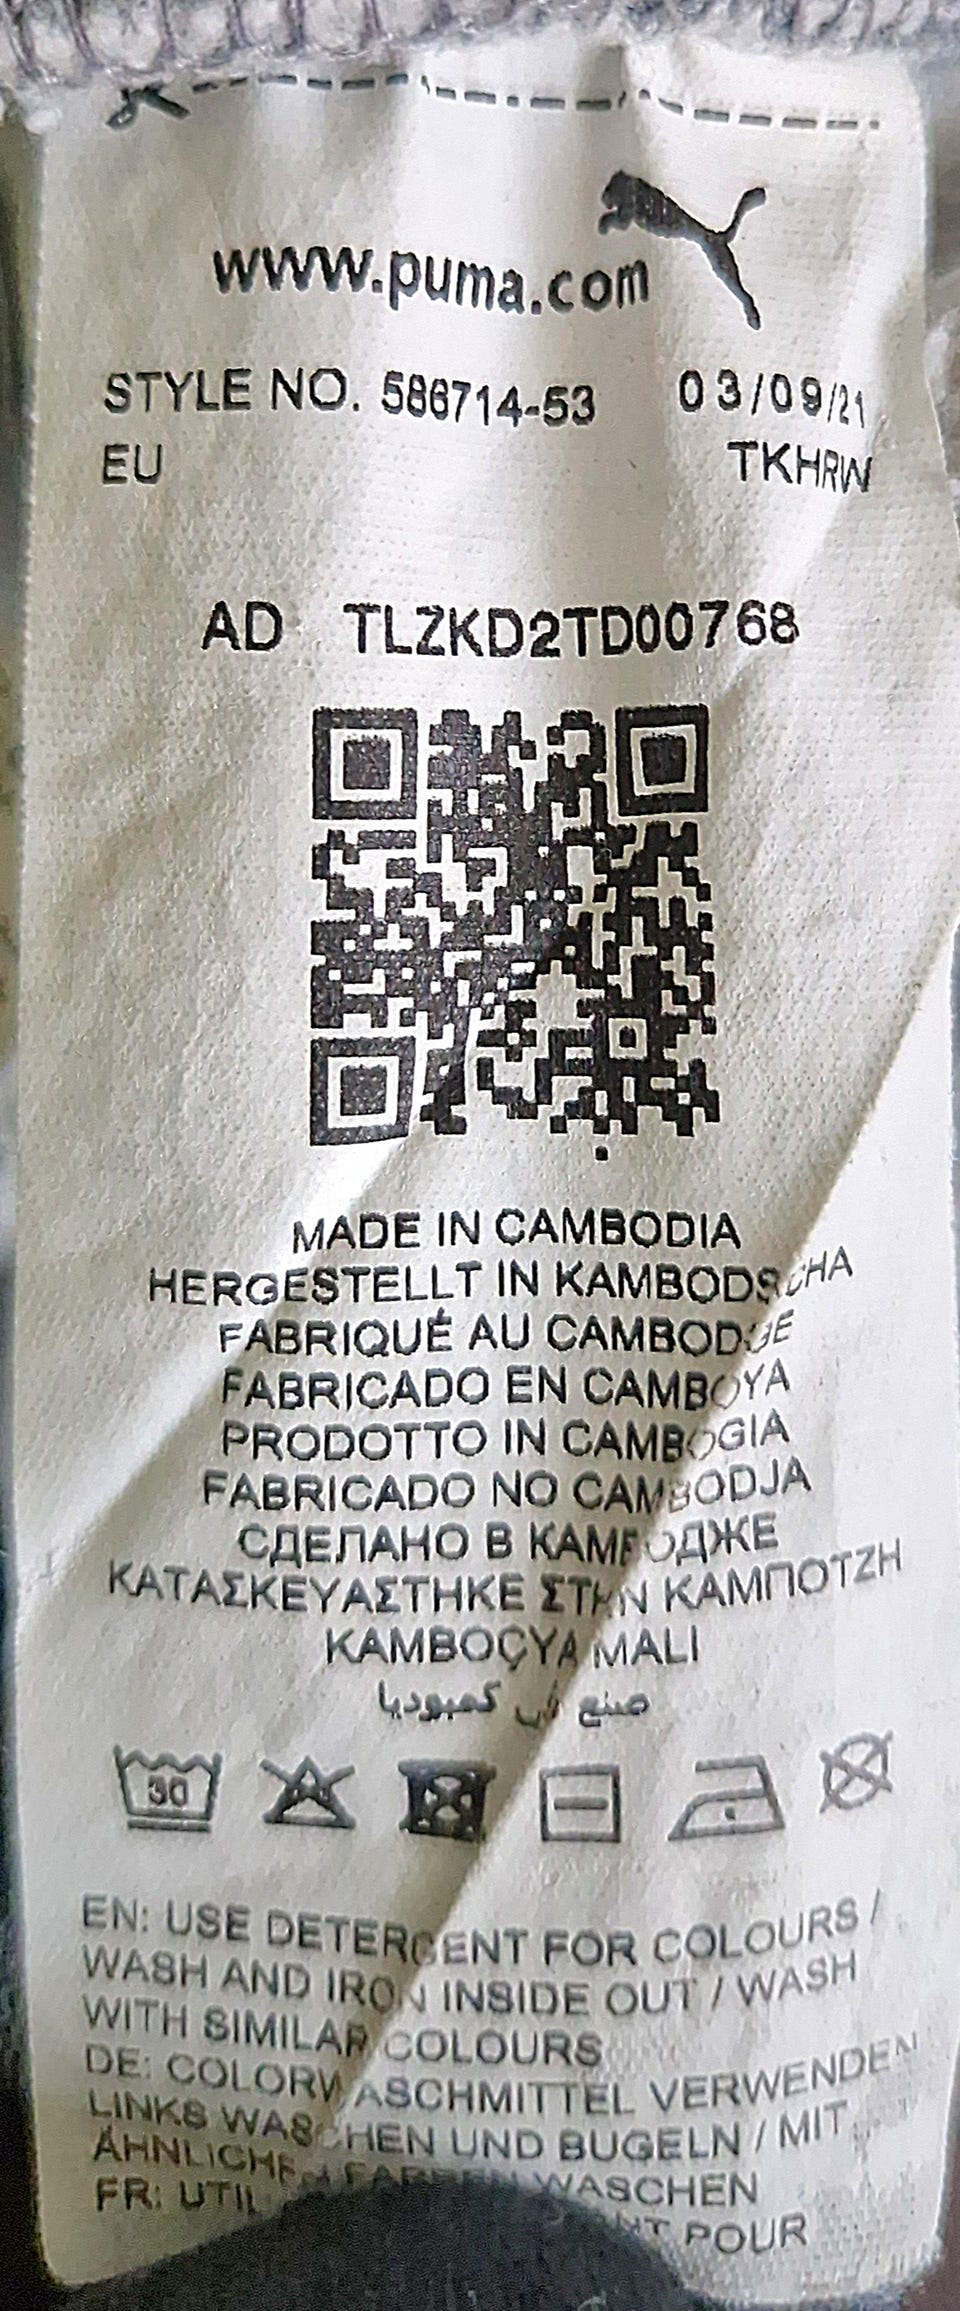 www.puma.com
STYLE NO. 586714-53 03/09/21
EU TKHRW
AD TLZKD2TD00768
MADE IN CAMBODIA
HERGESTELLT IN KAMBODSCHA
FABRIQUÉ AU CAMBODGE
FABRICADO EN CAMBOYA
PRODOTTO IN CAMBOGIA
FABRICADO NO CAMBODJA
СДЕЛАНО В КАМБОДЖЕ
ΚΑΤΑΣΚΕΥΑΣΤΗΚΕ ΣΤΗΝ ΚΑΜΠΟΤΖΗ
KAMBOÇYA MALI
صنع في كمبوديا
30
EN: USE DETERGENT FOR COLOURS /
WASH AND IRON INSIDE OUT / WASH
WITH SIMILAR COLOURS
DE: COLORWASCHMITTEL VERWENDEN
LINKS WASCHEN UND BUGELN / MIT
ÄHNLICHEN FARBEN WASCHEN
FR: POUR